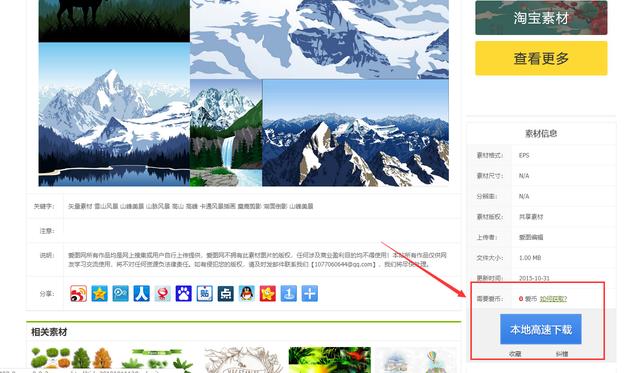 淘宝素材
查看更多
素材信息
素材格式： EPS
素材尺寸： N/A
分辨率： N/A
素材版权： 共享素材
上传者： 爱图编辑
文件大小： 1.00 MB
更新时间： 2015-10-31
需要爱币： 0 爱币 如何获取?
本地高速下载
收藏 纠错
关键字： 矢量素材 雪山风景 山峰美景 山脉风景 高山 高峰 卡通风景插画 麋鹿剪影 湖面倒影 山峰美景
注意：
说明： 爱图网所有作品均是网上搜集或用户自行上传提供，爱图网不拥有此素材图片的版权，任何涉及商业盈利目的均不得使用！本站所有作品仅供网
友学习交流使用，将不对任何资源负法律责任。如有侵犯您的版权，请及时发邮件联系我们【1077060644@qq.com】，我们将尽快处理。
分享：
相关素材